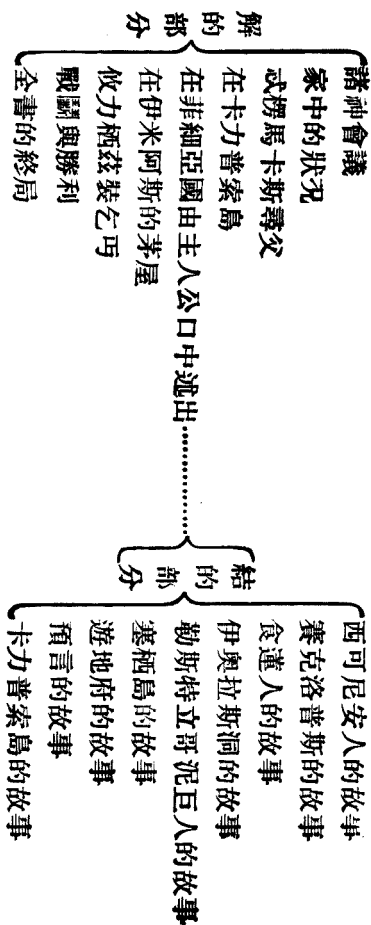 解的部分
諸神會議
家中的狀況
忒楞馬卡斯尋父
在卡力普索島
在菲細亞國由主人公口中述出………
在伊米阿斯的茅屋
攸力栖茲裝乞丐
戰鬭與勝利
全書的終局
結的部分
西可尼安人的故事
賽克洛普斯的故事
食蓮人的故事
伊奧拉斯洞的故事
勒斯特立哥泥巨人的故事
塞栖島的故事
遊地府的故事
預言的故事
卡力普索島的故事